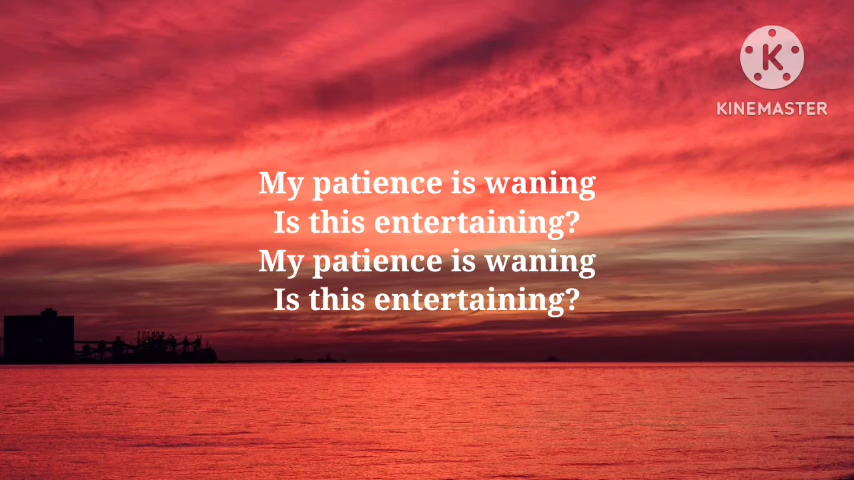 KINEMASTER
My patience is waning
Is this entertaining?
My patience is waning
Is this entertaining?